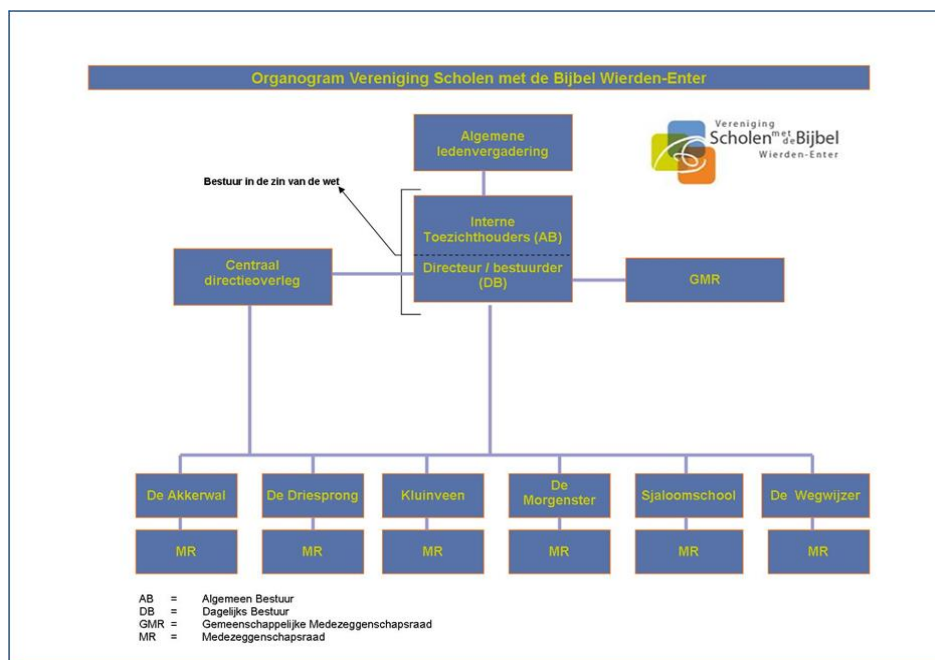 Organogram Vereniging Scholen met de Bijbel Wierden-Enter
Algemene
ledenvergadering
Vereniging
Scholen met de Bijbel
Wierden-Enter
Bestuur in de zin van de wet
Interne
Toezichthouders (AB)
Directeur / bestuurder
(DB)
Centraal
directieoverleg
GMR
De Akkerwal
De Driesprong
Kluinveen
De
Morgenster
Sjaloomschool
De Wegwijzer
MR
MR
MR
MR
MR
MR
AB = Algemeen Bestuur
DB = Dagelijks Bestuur
GMR = Gemeenschappelijke Medezeggenschapsraad
MR = Medezeggenschapsraad